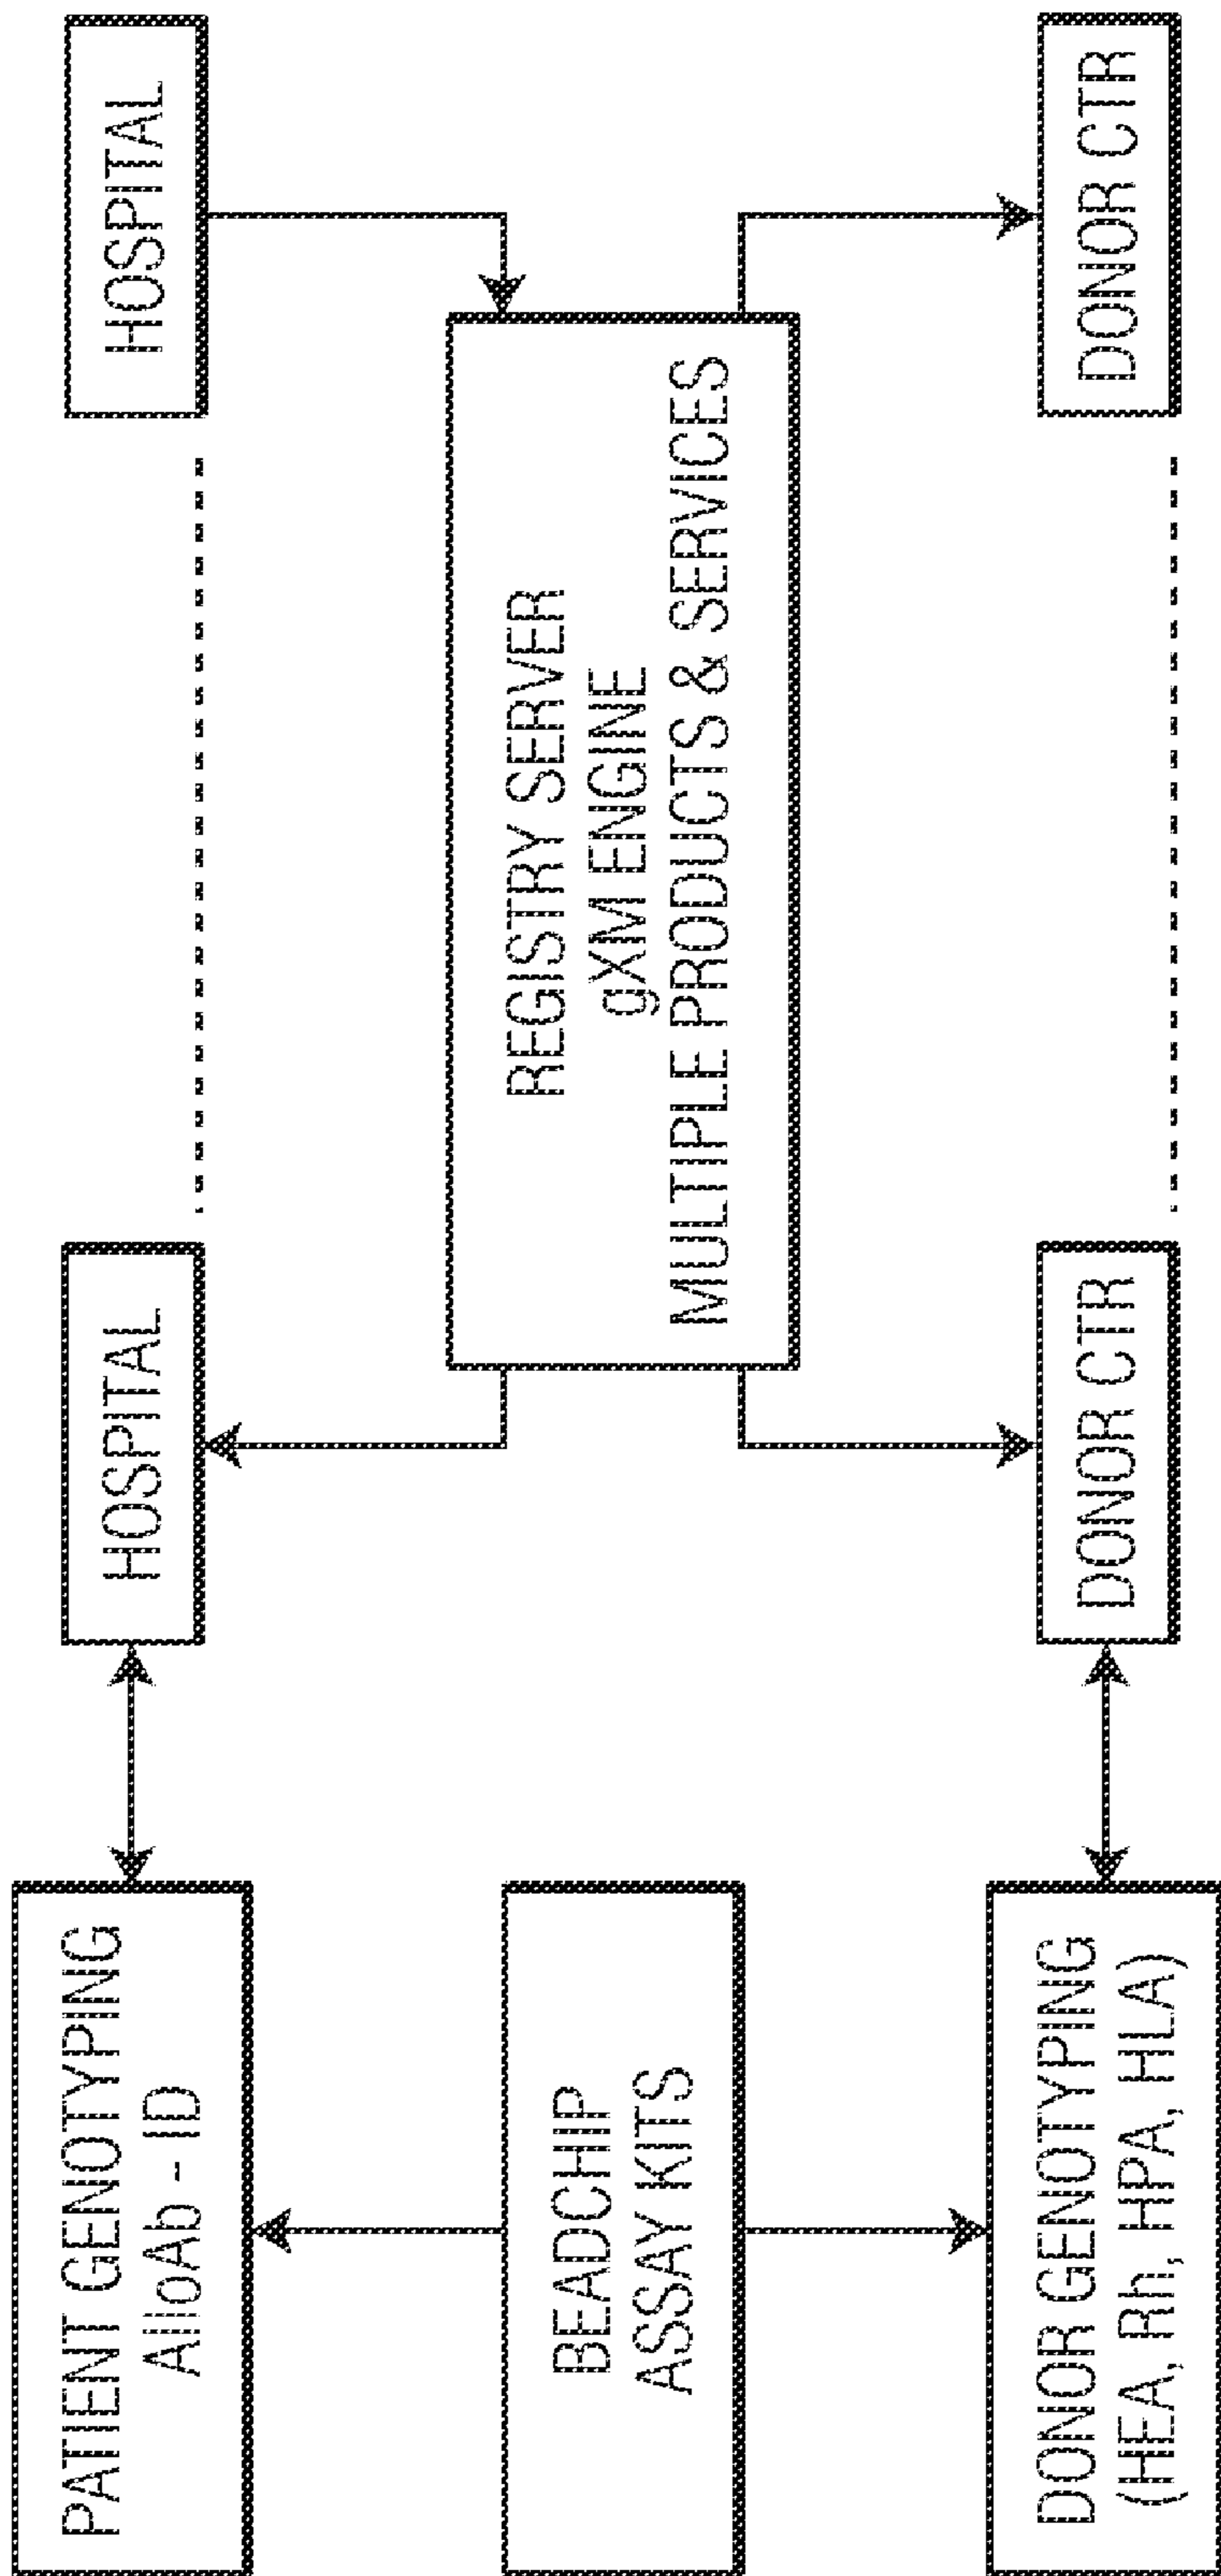 PATIENT GENOTYPING
AlloAb - ID
HOSPITAL
HOSPITAL
BEADCHIP
ASSAY KITS
REGISTRY SERVER
gXM ENGINE
MULTIPLE PRODUCTS & SERVICES
DONOR GENOTYPING
(HEA, Rh, HPA, HLA)
DONOR CTR
DONOR CTR